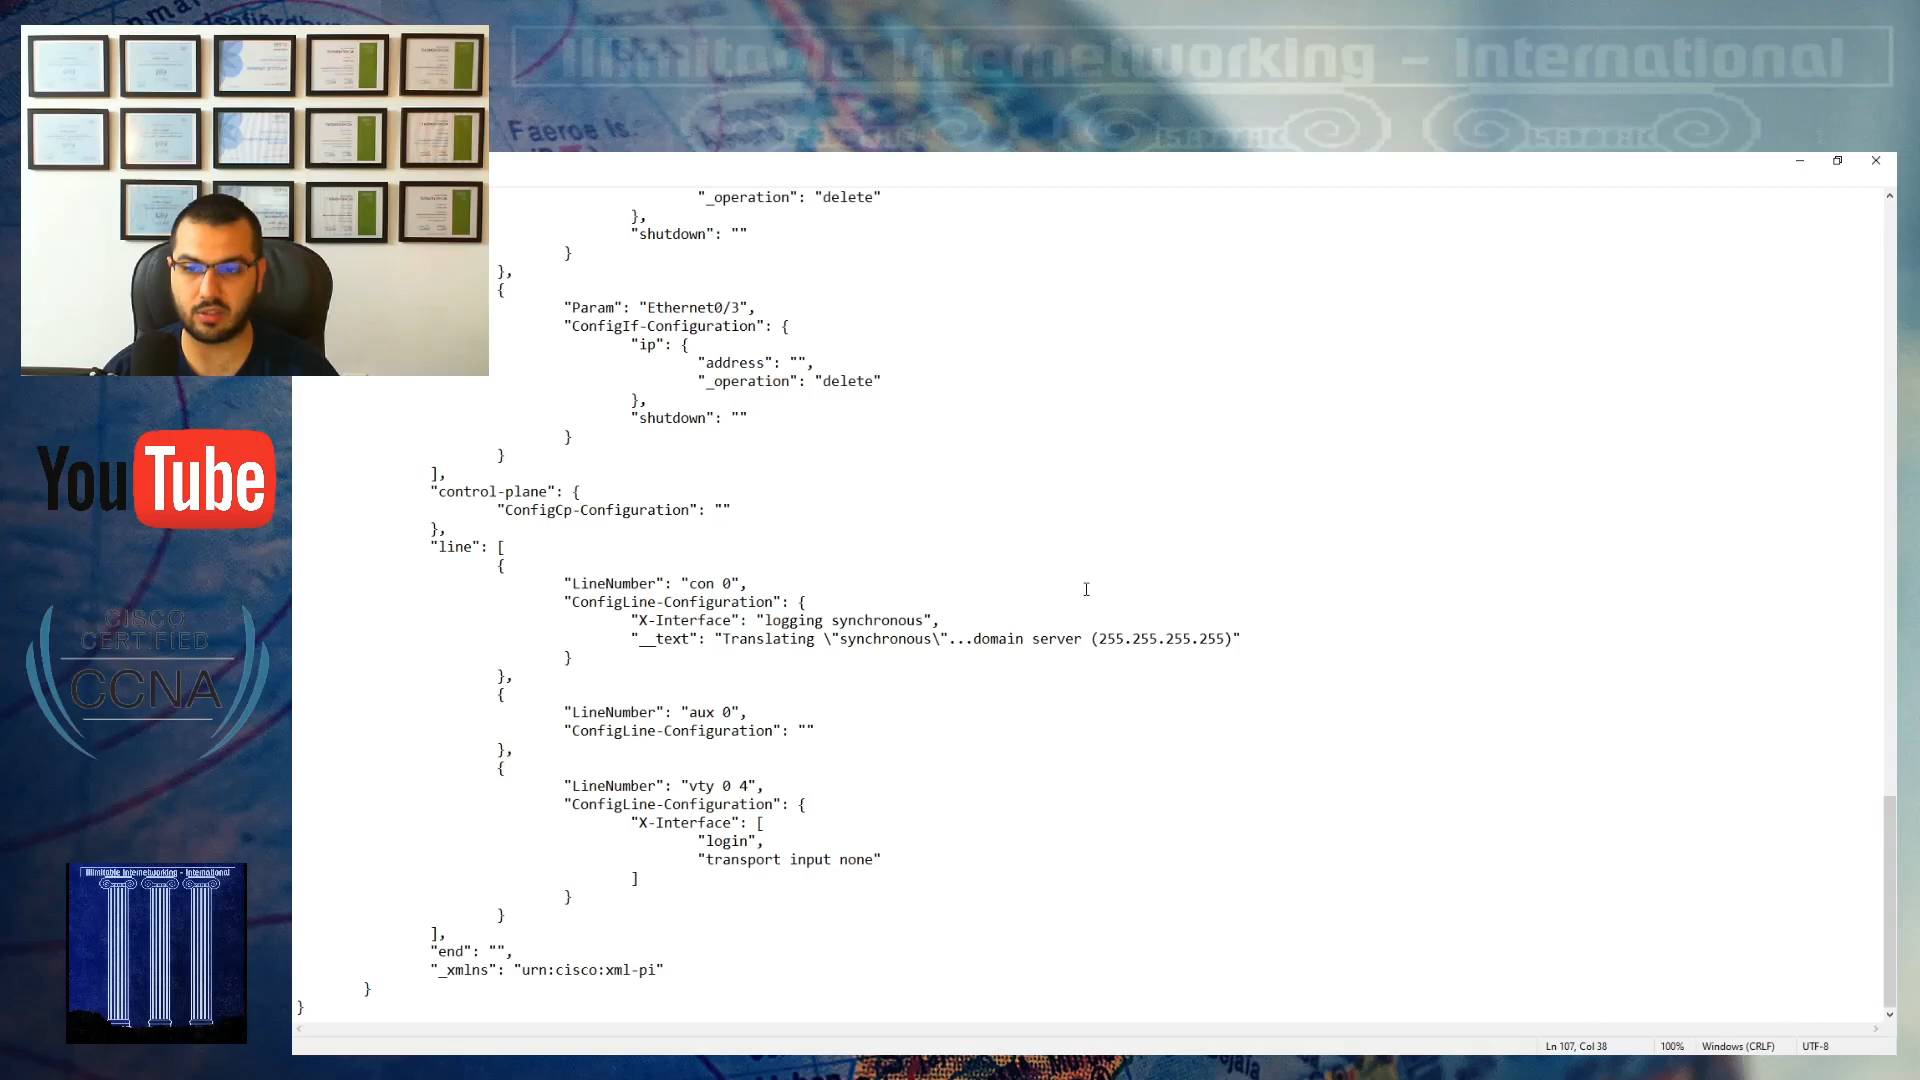 Illimitable Internetworking - International
Faeroe Is.
"_operation": "delete"
},
"shutdown": ""
}
},
{
"Param": "Ethernet0/3",
"ConfigIf-Configuration": {
"ip": {
"address": "",
"_operation": "delete"
},
"shutdown": ""
}
}
],
"control-plane": {
"ConfigCp-Configuration": ""
},
"line": [
{
"LineNumber": "con 0",
"ConfigLine-Configuration": {
"X-Interface": "logging synchronous",
"__text": "Translating \"synchronous\"...domain server (255.255.255.255)"
}
},
{
"LineNumber": "aux 0",
"ConfigLine-Configuration": ""
},
{
"LineNumber": "vty 0 4",
"ConfigLine-Configuration": {
"X-Interface": [
"login",
"transport input none"
]
}
}
],
"end": "",
"_xmlns": "urn:cisco:xml-pi"
}
}
Ln 107, Col 38
100%
Windows (CRLF)
UTF-8
YouTube
CISCO
CERTIFIED
CCNA
Illimitable Internetworking - International